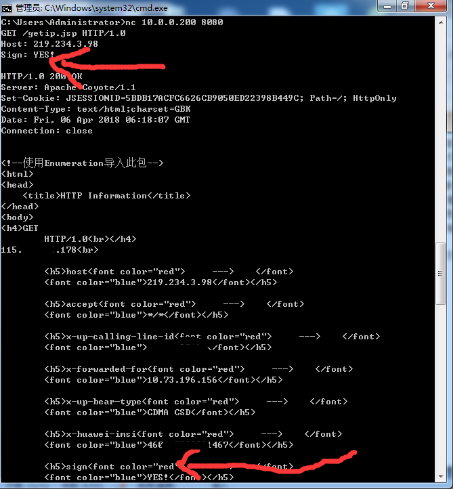 管理员: C:\Windows\system32\cmd.exe
C:\Users\Administrator>nc 10.0.0.200 8080
GET /getip.jsp HTTP/1.0
Host: 219.234.3.98
Sign: YES!
HTTP/1.0 200 OK
Server: Apache-Coyote/1.1
Set-Cookie: JSESSIONID=5BDB17ACFC6626CB9050ED22398B449C; Path=/; HttpOnly
Content-Type: text/html;charset=GBK
Date: Fri, 06 Apr 2018 06:18:07 GMT
Connection: close
<!--使用Enumeration导入此包-->
<html>
<head>
<title>HTTP Information</title>
</head>
<body>
<h4>GET
HTTP/1.0<br></h4>
115. .178<br>
<h5>host<font color="red"> ---> </font>
<font color="blue">219.234.3.98</font></h5>
<h5>accept<font color="red"> ---> </font>
<font color="blue">*/*</font></h5>
<h5>x-up-calling-line-id<font color="red"> ---> </font>
<font color="blue"> </font></h5>
<h5>x-forwarded-for<font color="red"> ---> </font>
<font color="blue">10.73.196.156</font></h5>
<h5>x-up-bear-type<font color="red"> ---> </font>
<font color="blue">CDMA CSD</font></h5>
<h5>x-huawei-imsi<font color="red"> ---> </font>
<font color="blue">460 1467</font></h5>
<h5>sign<font color="red"> ---> </font>
<font color="blue">YES!</font></h5>